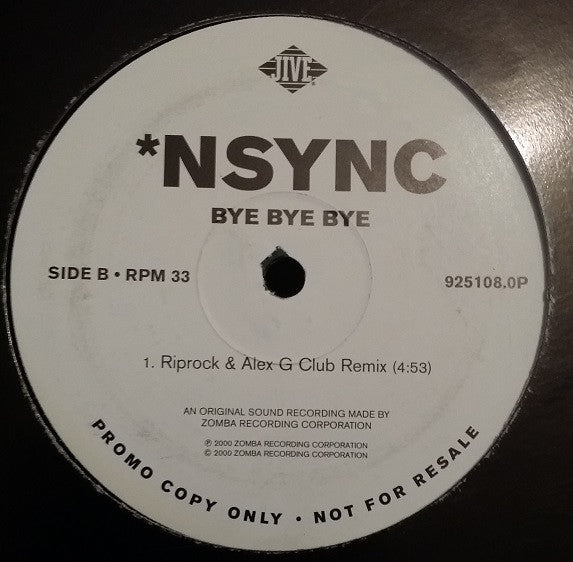 JIVE
*NSYNC
BYE BYE BYE
SIDE B • RPM 33
925108.0P
1. Riprock & Alex G Club Remix (4:53)
AN ORIGINAL SOUND RECORDING MADE BY
ZOMBA RECORDING CORPORATION
℗ 2000 ZOMBA RECORDING CORPORATION
© 2000 ZOMBA RECORDING CORPORATION
PROMO COPY ONLY • NOT FOR RESALE